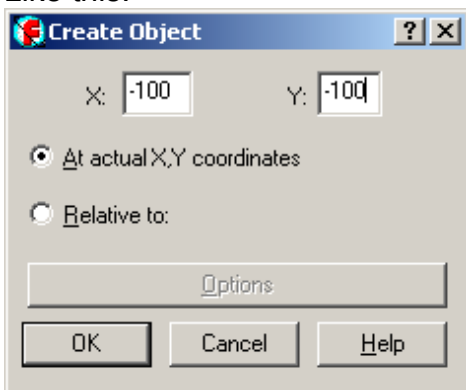 Like this:
Create Object
X: -100 Y: -100
At actual X,Y coordinates
Relative to:
Options
OK Cancel Help